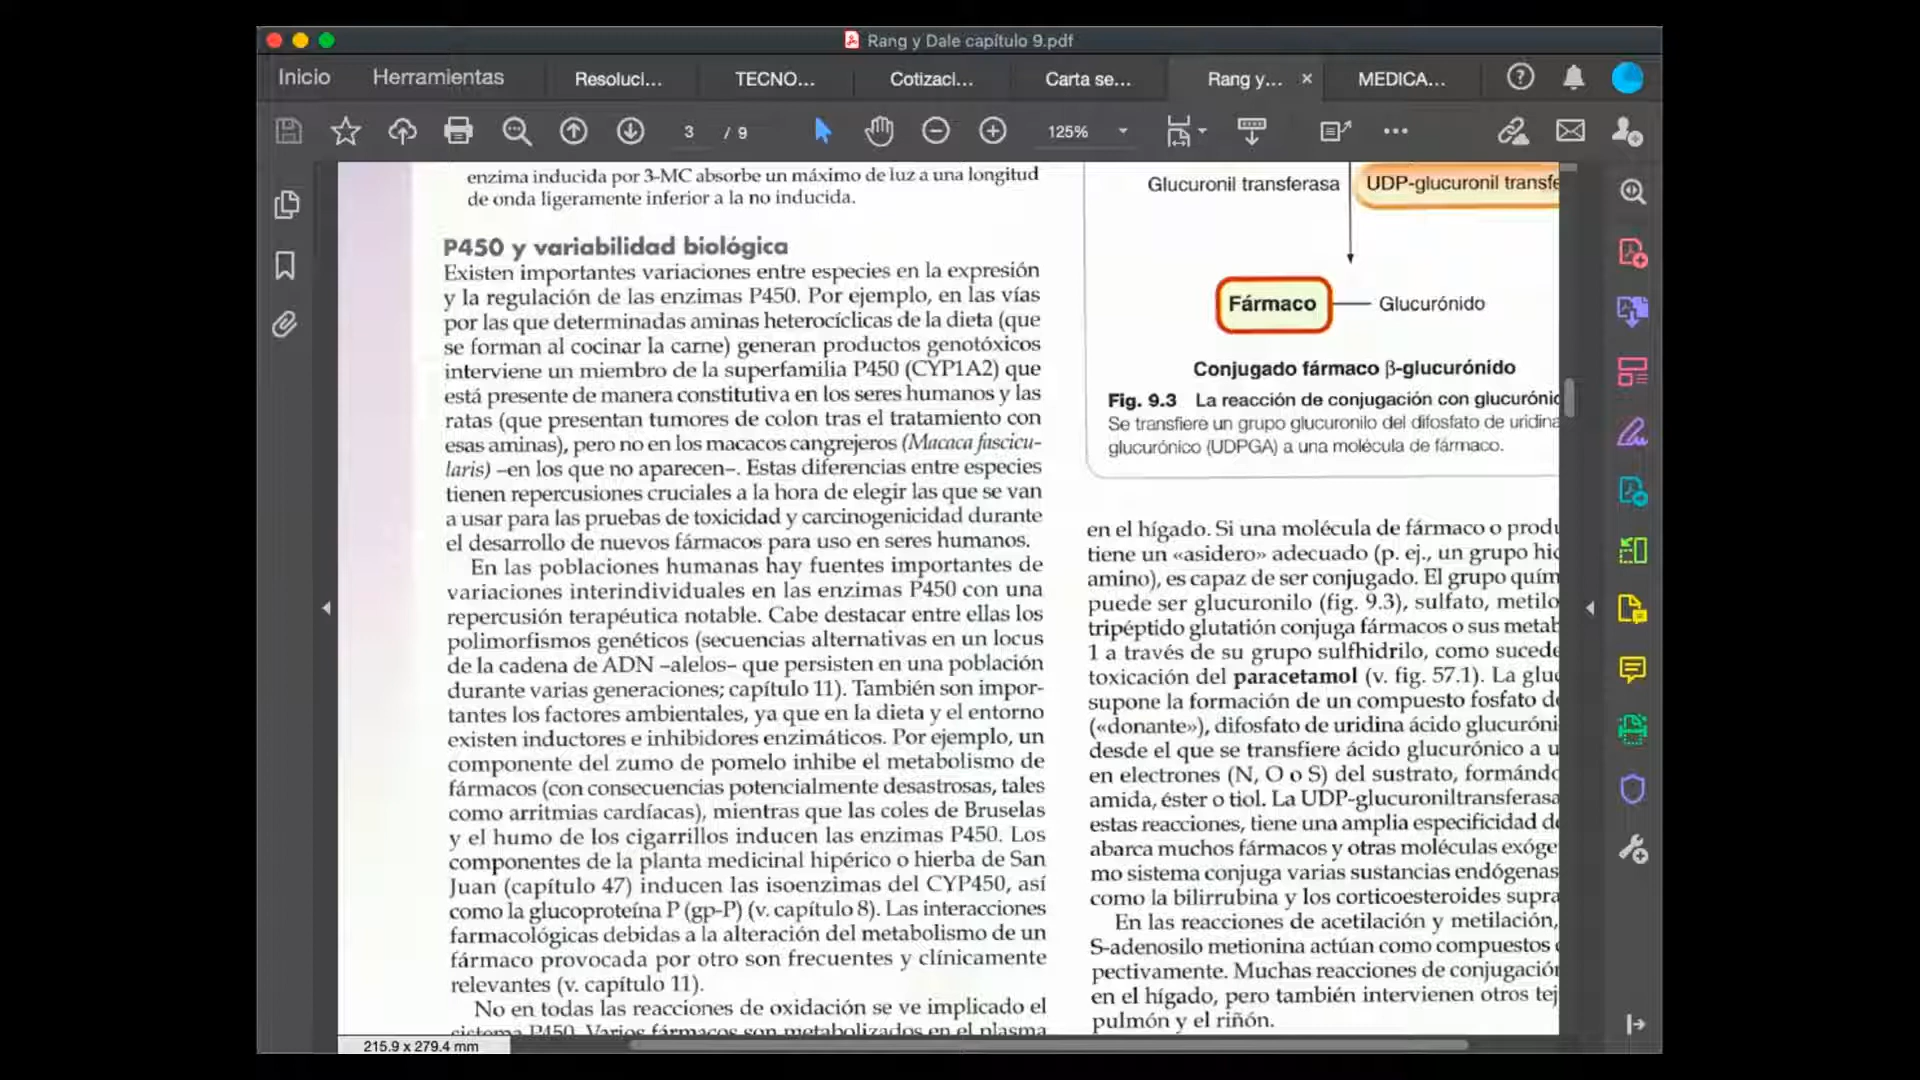 Rang y Dale capítulo 9.pdf
Inicio
Herramientas
Resoluci...
TECNO...
Cotizaci...
Carta se...
Rang y...
MEDICA...
3 / 9
125%
enzima inducida por 3-MC absorbe un máximo de luz a una longitud
de onda ligeramente inferior a la no inducida.
P450 y variabilidad biológica
Existen importantes variaciones entre especies en la expresión
y la regulación de las enzimas P450. Por ejemplo, en las vías
por las que determinadas aminas heterocíclicas de la dieta (que
se forman al cocinar la carne) generan productos genotóxicos
interviene un miembro de la superfamilia P450 (CYP1A2) que
está presente de manera constitutiva en los seres humanos y las
ratas (que presentan tumores de colon tras el tratamiento con
esas aminas), pero no en los macacos cangrejeros (Macaca fascicu-
laris) –en los que no aparecen–. Estas diferencias entre especies
tienen repercusiones cruciales a la hora de elegir las que se van
a usar para las pruebas de toxicidad y carcinogenicidad durante
el desarrollo de nuevos fármacos para uso en seres humanos.
En las poblaciones humanas hay fuentes importantes de
variaciones interindividuales en las enzimas P450 con una
repercusión terapéutica notable. Cabe destacar entre ellas los
polimorfismos genéticos (secuencias alternativas en un locus
de la cadena de ADN –alelos– que persisten en una población
durante varias generaciones; capítulo 11). También son impor-
tantes los factores ambientales, ya que en la dieta y el entorno
existen inductores e inhibidores enzimáticos. Por ejemplo, un
componente del zumo de pomelo inhibe el metabolismo de
fármacos (con consecuencias potencialmente desastrosas, tales
como arritmias cardíacas), mientras que las coles de Bruselas
y el humo de los cigarrillos inducen las enzimas P450. Los
componentes de la planta medicinal hipérico o hierba de San
Juan (capítulo 47) inducen las isoenzimas del CYP450, así
como la glucoproteína P (gp-P) (v. capítulo 8). Las interacciones
farmacológicas debidas a la alteración del metabolismo de un
fármaco provocada por otro son frecuentes y clínicamente
relevantes (v. capítulo 11).
No en todas las reacciones de oxidación se ve implicado el
sistema P450. Varios fármacos son metabolizados en el plasma
Glucuronil transferasa
UDP-glucuronil transfe
Fármaco
Glucurónido
Conjugado fármaco β-glucurónido
Fig. 9.3 La reacción de conjugación con glucurónic
Se transfiere un grupo glucuronilo del difosfato de uridina
glucurónico (UDPGA) a una molécula de fármaco.
en el hígado. Si una molécula de fármaco o produ
tiene un «asidero» adecuado (p. ej., un grupo hid
amino), es capaz de ser conjugado. El grupo quím
puede ser glucuronilo (fig. 9.3), sulfato, metilo
tripéptido glutatión conjuga fármacos o sus metab
1 a través de su grupo sulfhidrilo, como sucede
toxicación del paracetamol (v. fig. 57.1). La gluc
supone la formación de un compuesto fosfato de
(«donante»), difosfato de uridina ácido glucuróni
desde el que se transfiere ácido glucurónico a u
en electrones (N, O o S) del sustrato, formándo
amida, éster o tiol. La UDP-glucuroniltransferasa
estas reacciones, tiene una amplia especificidad de
abarca muchos fármacos y otras moléculas exóge
mo sistema conjuga varias sustancias endógenas
como la bilirrubina y los corticoesteroides supra
En las reacciones de acetilación y metilación,
S-adenosilo metionina actúan como compuestos
pectivamente. Muchas reacciones de conjugación
en el hígado, pero también intervienen otros tej
pulmón y el riñón.
215.9 x 279.4 mm